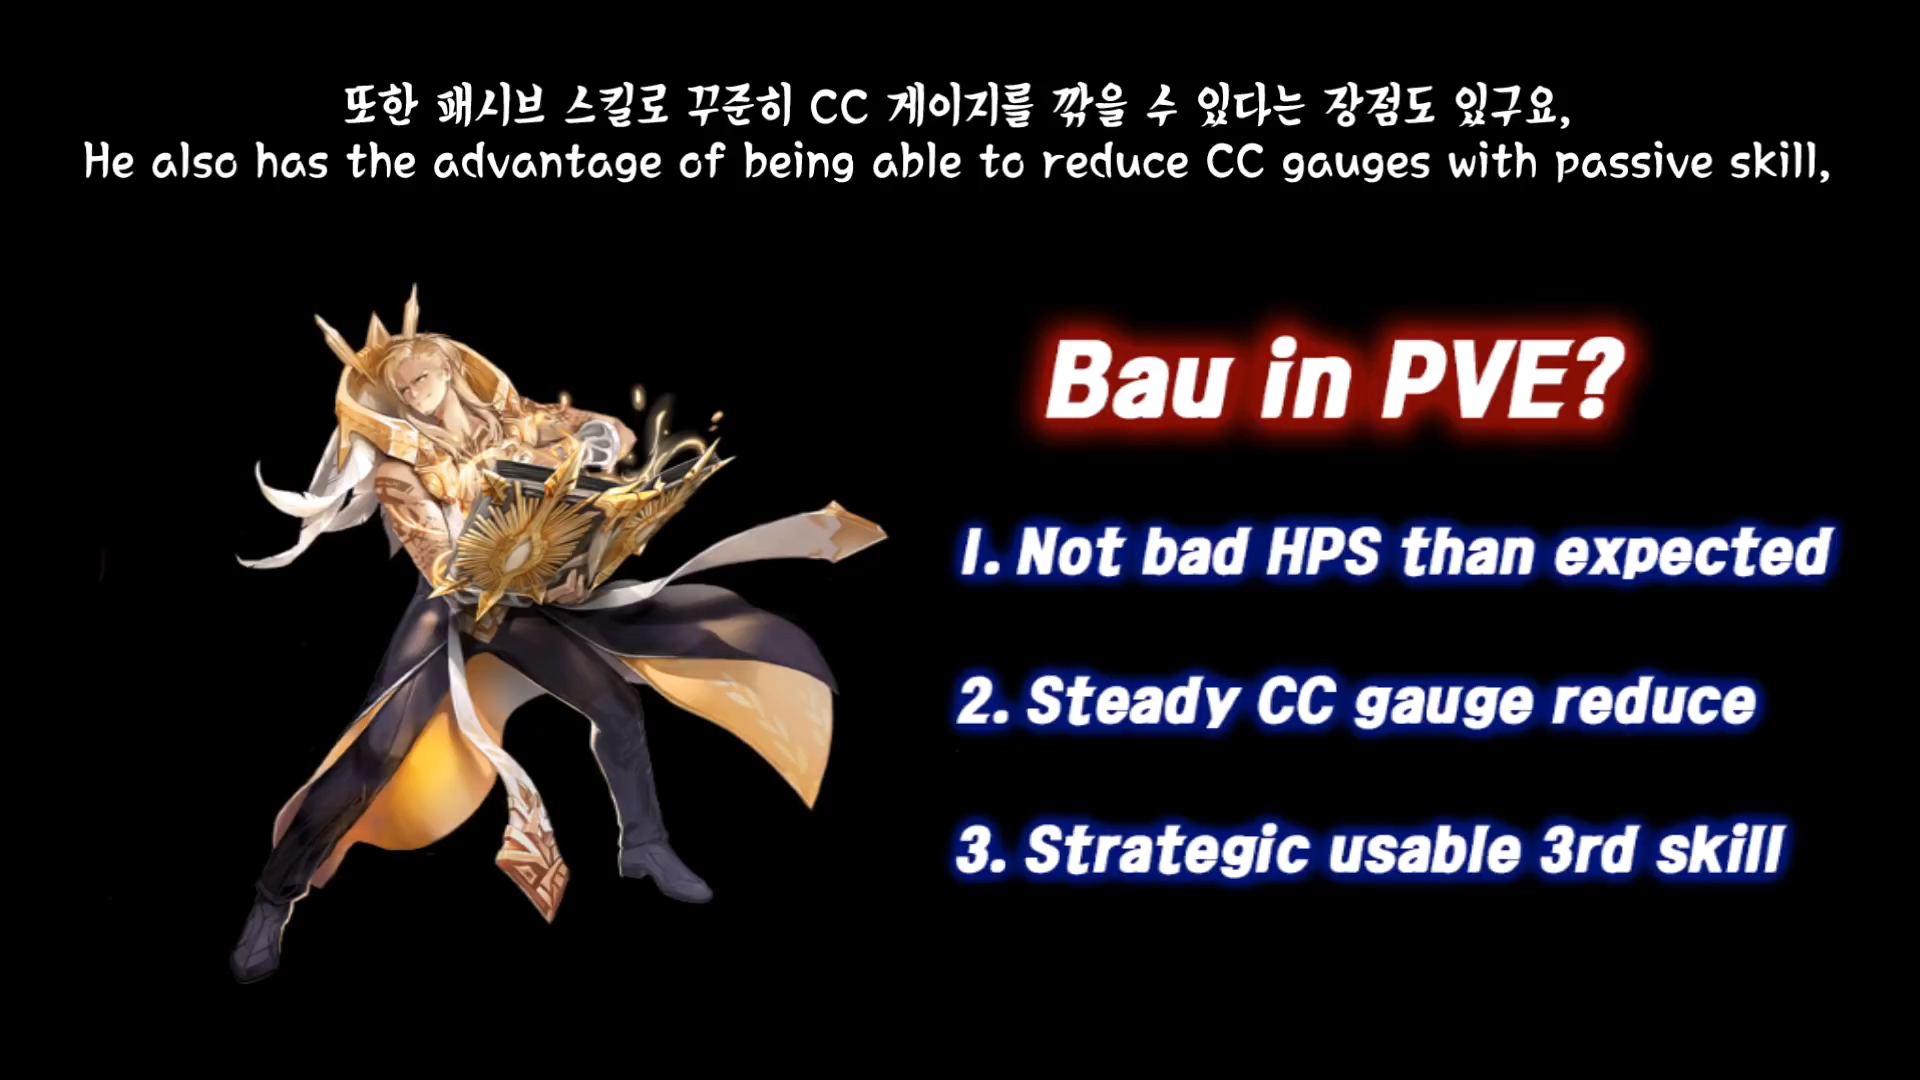 또한 패시브 스킬로 꾸준히 CC 게이지를 깎을 수 있다는 장점도 있구요,
He also has the advantage of being able to reduce CC gauges with passive skill,
Bau in PVE?
1. Not bad HPS than expected
2. Steady CC gauge reduce
3. Strategic usable 3rd skill